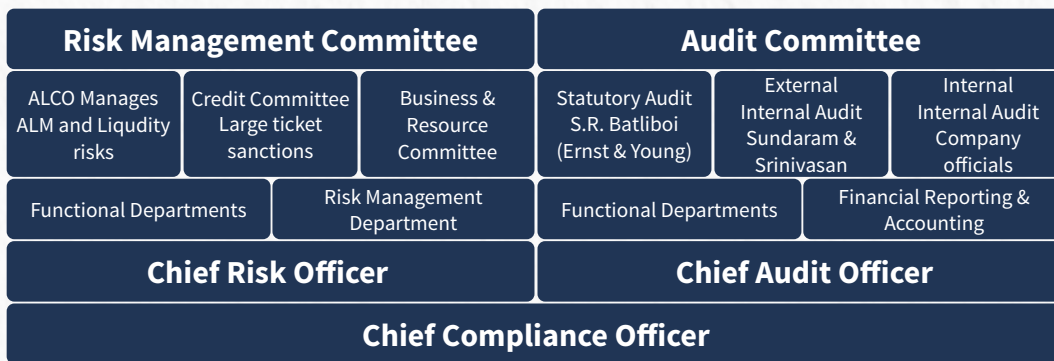 Risk Management Committee
Audit Committee
ALCO Manages
ALM and Liqudity
risks
Credit Committee
Large ticket
sanctions
Business &
Resource
Committee
Statutory Audit
S.R. Batliboi
(Ernst & Young)
External
Internal Audit
Sundaram &
Srinivasan
Internal
Internal Audit
Company
officials
Functional Departments
Risk Management
Department
Functional Departments
Financial Reporting &
Accounting
Chief Risk Officer
Chief Audit Officer
Chief Compliance Officer